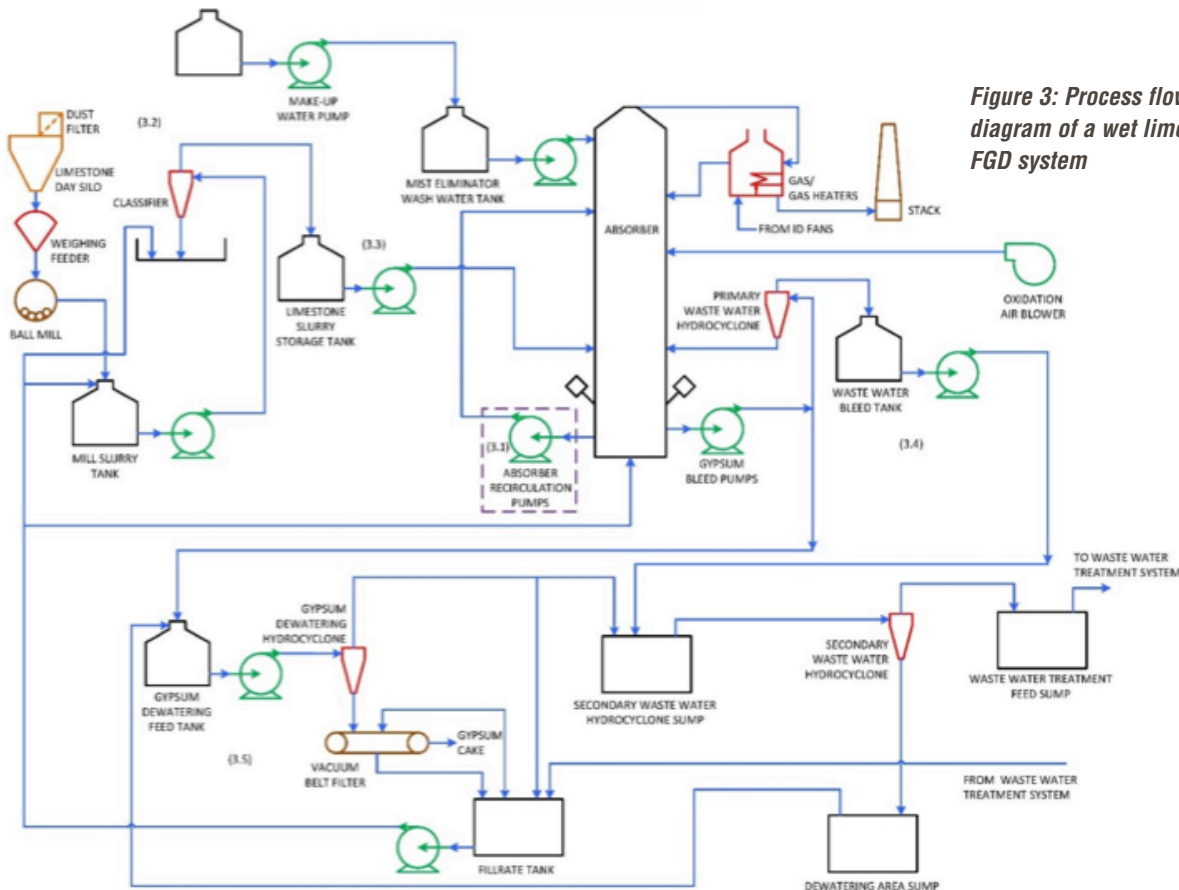 MAKE-UP
WATER PUMP
Figure 3: Process flow
diagram of a wet lime
FGD system
DUST
FILTER
(3.2)
LIMESTONE
DAY SILO
CLASSIFIER
WEIGHING
FEEDER
BALL MILL
MILL SLURRY
TANK
(3.3)
LIMESTONE
SLURRY
STORAGE TANK
MIST ELIMINATOR
WASH WATER TANK
ABSORBER
GAS/
GAS HEATERS
FROM ID FANS
STACK
OXIDATION
AIR BLOWER
PRIMARY
WASTE WATER
HYDROCYCLONE
WASTE WATER
BLEED TANK
(3.4)
(3.1)
ABSORBER
RECIRCULATION
PUMPS
GYPSUM
BLEED PUMPS
TO WASTE WATER
TREATMENT SYSTEM
GYPSUM
DEWATERING
HYDROCYCLONE
GYPSUM
DEWATERING
FEED TANK
(3.5)
VACUUM
BELT FILTER
GYPSUM
CAKE
SECONDARY WASTE WATER
HYDROCYCLONE SUMP
SECONDARY
WASTE WATER
HYDROCYCLONE
WASTE WATER TREATMENT
FEED SUMP
FROM WASTE WATER
TREATMENT SYSTEM
FILLRATE TANK
DEWATERING AREA SUMP